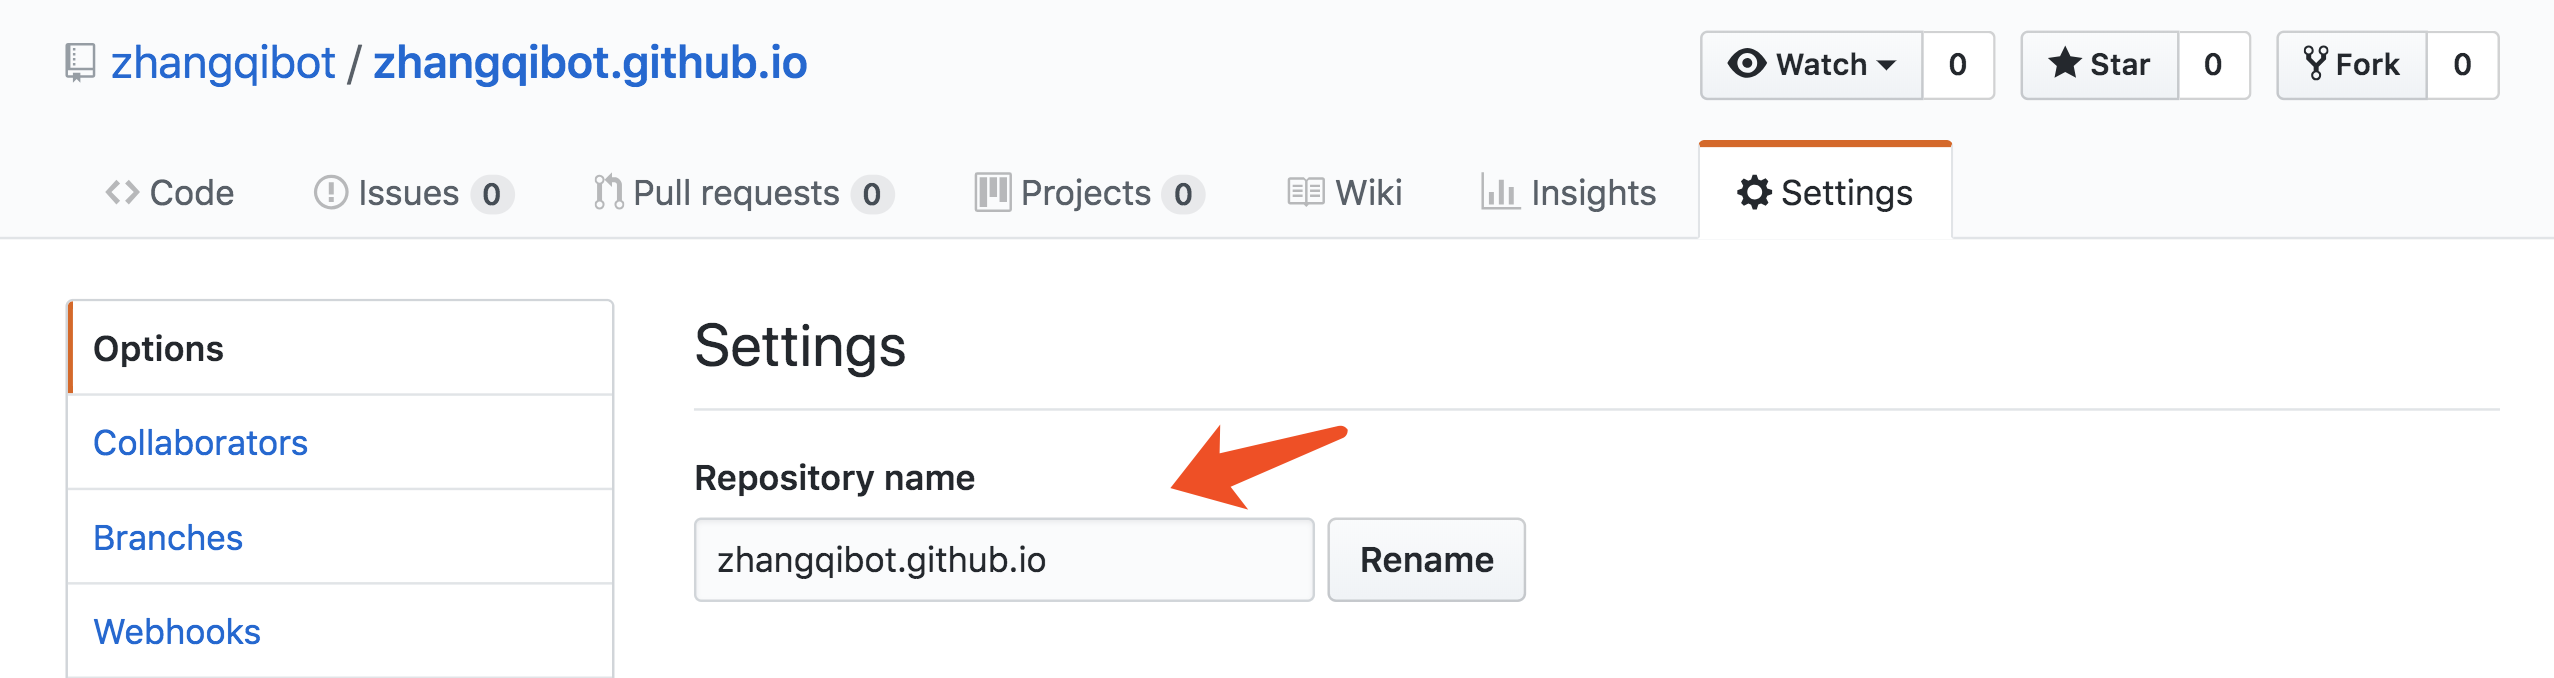 zhangqibot / zhangqibot.github.io
Watch 0 Star 0 Fork 0
Code Issues 0 Pull requests 0 Projects 0 Wiki Insights Settings
Options
Collaborators
Branches
Webhooks
Settings
Repository name
zhangqibot.github.io Rename